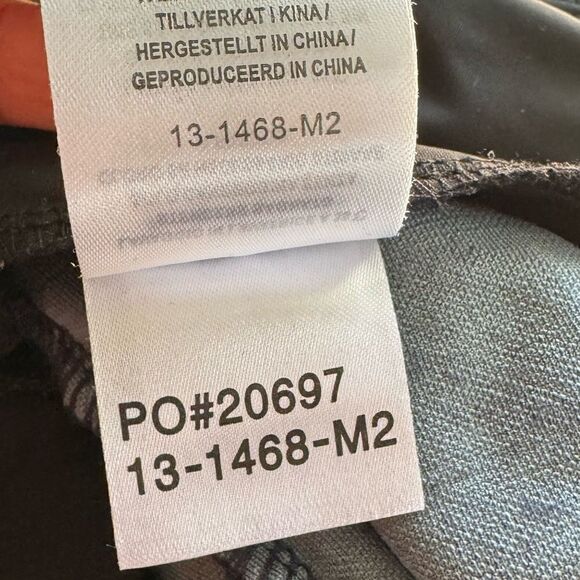 TILLVERKAT I KINA/
HERGESTELLT IN CHINA/
GEPRODUCEERD IN CHINA
13-1468-M2
PO#20697
13-1468-M2